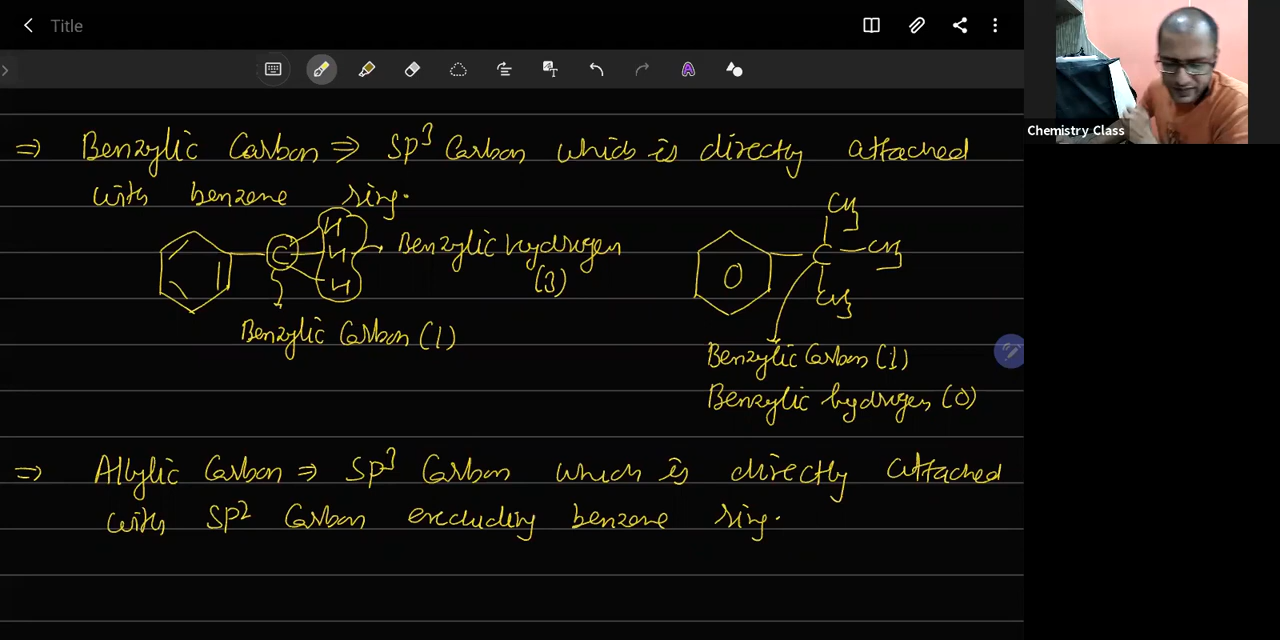 Title
Chemistry Class
⇒ Benzylic Carbon ⇒ SP³ Carbon which is directly attached
with benzene ring.
C H H H
→ Benzylic hydrogen
(3)
Benzylic Carbon (1)
C CH3 CH3 CH3
Benzylic Carbon (1)
Benzylic hydrogen (0)
⇒ Allylic Carbon ⇒ SP³ Carbon which is directly attached
with SP² Carbon excluding benzene ring.